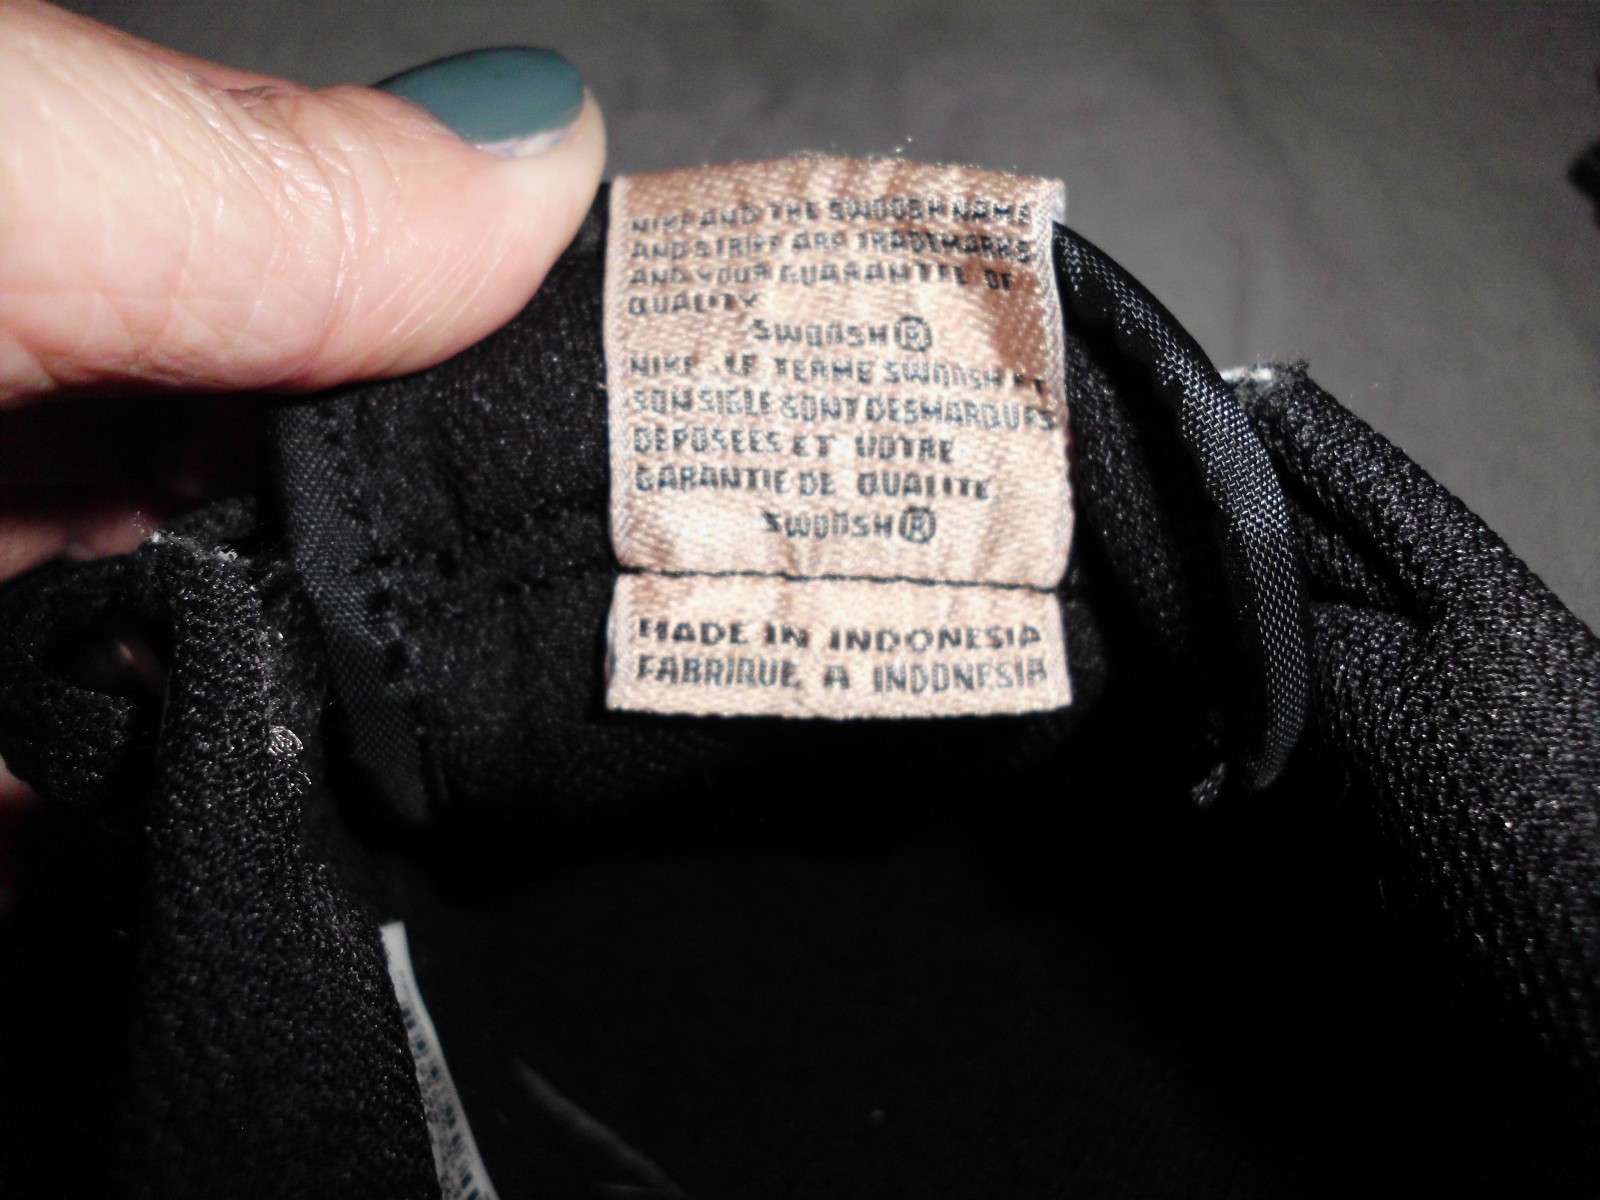 NIKE AND THE SWOOSH NAME
AND STRIPE ARE TRADEMARKS
AND YOUR GUARANTEE OF
QUALITY
SWOOSH®
NIKE, LE TERME SWOOSH ET
SON SIGLE SONT DES MARQUES
DEPOSEES ET VOTRE
GARANTIE DE QUALITE
SWOOSH®
MADE IN INDONESIA
FABRIQUE A INDONESIA